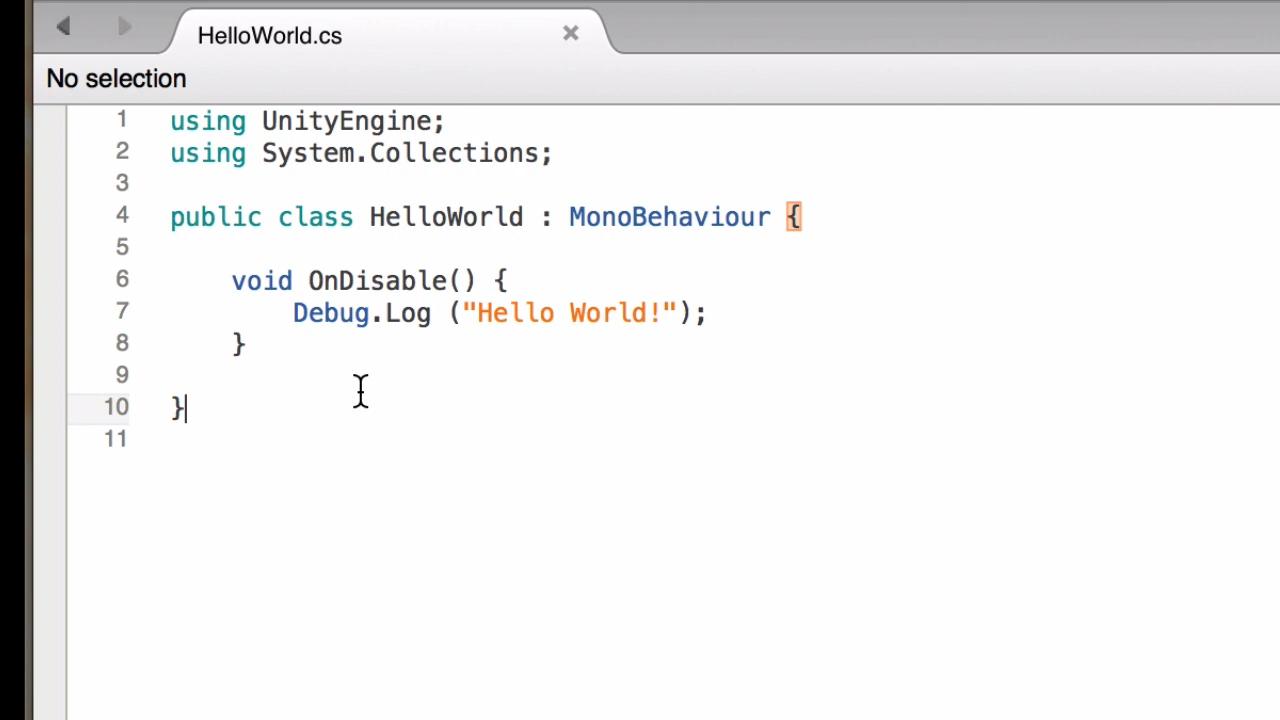 HelloWorld.cs
No selection
1 using UnityEngine;
2 using System.Collections;
3
4 public class HelloWorld : MonoBehaviour {
5
6     void OnDisable() {
7         Debug.Log ("Hello World!");
8     }
9
10 }
11